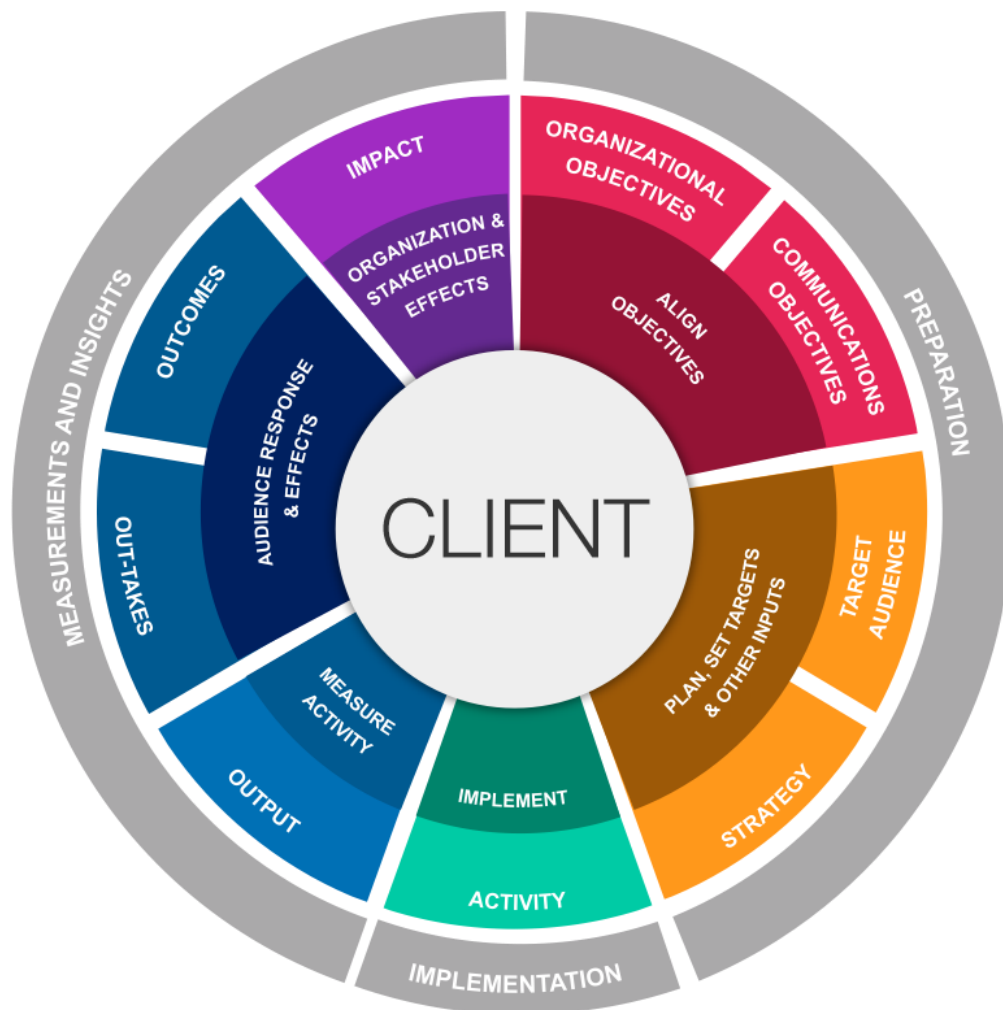 CLIENT
PREPARATION
ORGANIZATIONAL
OBJECTIVES
COMMUNICATIONS
OBJECTIVES
ALIGN
OBJECTIVES
TARGET
AUDIENCE
STRATEGY
PLAN, SET TARGETS
& OTHER INPUTS
IMPLEMENTATION
ACTIVITY
IMPLEMENT
MEASUREMENTS AND INSIGHTS
OUTPUT
MEASURE
ACTIVITY
OUT-TAKES
OUTCOMES
AUDIENCE RESPONSE
& EFFECTS
IMPACT
ORGANIZATION &
STAKEHOLDER
EFFECTS